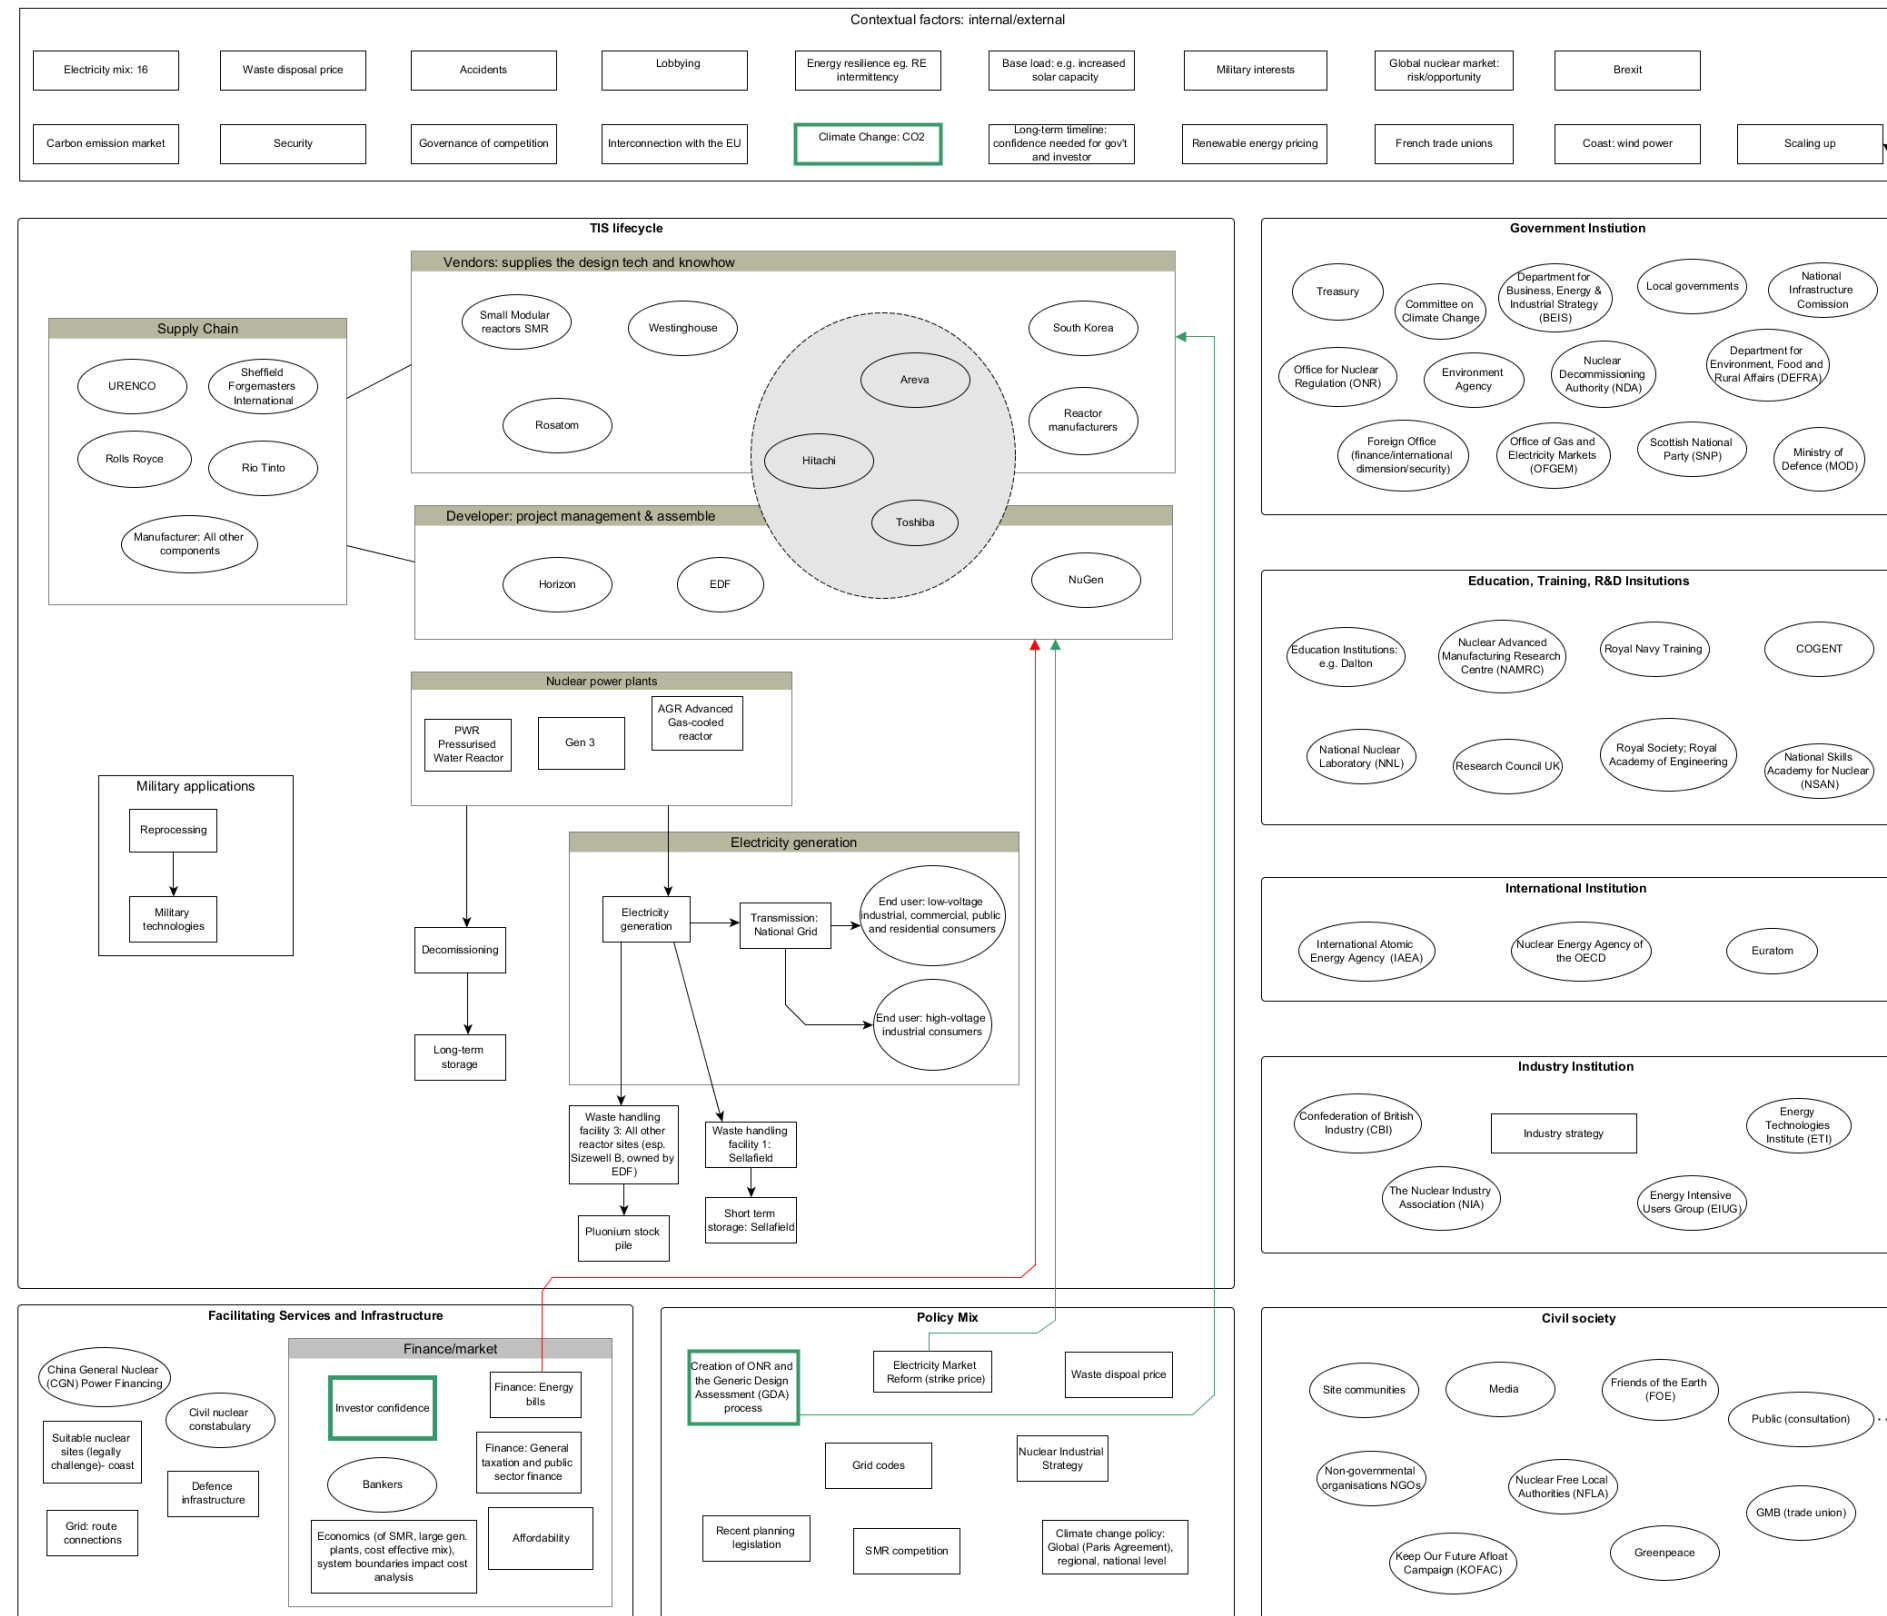 Contextual factors: internal/external
Electricity mix: 16
Waste disposal price
Accidents
Lobbying
Energy resilience eg. RE
intermittency
Base load: e.g. increased
solar capacity
Military interests
Global nuclear market:
risk/opportunity
Brexit
Carbon emission market
Security
Governance of competition
Interconnection with the EU
Climate Change: CO2
Long-term timeline:
confidence needed for gov't
and investor
Renewable energy pricing
French trade unions
Coast: wind power
Scaling up
TIS lifecycle
Vendors: supplies the design tech and knowhow
Small Modular
reactors SMR
Westinghouse
South Korea
Areva
Rosatom
Hitachi
Reactor
manufacturers
Supply Chain
URENCO
Sheffield
Forgemasters
International
Rolls Royce
Rio Tinto
Manufacturer: All other
components
Developer: project management & assemble
Toshiba
Horizon
EDF
NuGen
Nuclear power plants
PWR
Pressurised
Water Reactor
Gen 3
AGR Advanced
Gas-cooled
reactor
Military applications
Reprocessing
Military
technologies
Electricity generation
Electricity
generation
Transmission:
National Grid
End user: low-voltage
industrial, commercial, public
and residential consumers
End user: high-voltage
industrial consumers
Decomissioning
Long-term
storage
Waste handling
facility 3: All other
reactor sites (esp.
Sizewell B, owned by
EDF)
Waste handling
facility 1:
Sellafield
Pluonium stock
pile
Short term
storage: Sellafield
Government Instiution
Treasury
Committee on
Climate Change
Department for
Business, Energy &
Industrial Strategy
(BEIS)
Local governments
National
Infrastructure
Comission
Office for Nuclear
Regulation (ONR)
Environment
Agency
Nuclear
Decommissioning
Authority (NDA)
Department for
Environment, Food and
Rural Affairs (DEFRA)
Foreign Office
(finance/international
dimension/security)
Office of Gas and
Electricity Markets
(OFGEM)
Scottish National
Party (SNP)
Ministry of
Defence (MOD)
Education, Training, R&D Insitutions
Education Institutions:
e.g. Dalton
Nuclear Advanced
Manufacturing Research
Centre (NAMRC)
Royal Navy Training
COGENT
National Nuclear
Laboratory (NNL)
Research Council UK
Royal Society; Royal
Academy of Engineering
National Skills
Academy for Nuclear
(NSAN)
International Institution
International Atomic
Energy Agency (IAEA)
Nuclear Energy Agency of
the OECD
Euratom
Industry Institution
Confederation of British
Industry (CBI)
Industry strategy
Energy
Technologies
Institute (ETI)
The Nuclear Industry
Association (NIA)
Energy Intensive
Users Group (EIUG)
Facilitating Services and Infrastructure
China General Nuclear
(CGN) Power Financing
Civil nuclear
constabulary
Suitable nuclear
sites (legally
challenge)- coast
Defence
infrastructure
Grid: route
connections
Finance/market
Investor confidence
Finance: Energy
bills
Finance: General
taxation and public
sector finance
Bankers
Economics (of SMR, large gen.
plants, cost effective mix),
system boundaries impact cost
analysis
Affordability
Policy Mix
Creation of ONR and
the Generic Design
Assessment (GDA)
process
Electricity Market
Reform (strike price)
Waste dispoal price
Grid codes
Nuclear Industrial
Strategy
Recent planning
legislation
SMR competition
Climate change policy:
Global (Paris Agreement),
regional, national level
Civil society
Site communities
Media
Friends of the Earth
(FOE)
Public (consultation)
Non-governmental
organisations NGOs
Nuclear Free Local
Authorities (NFLA)
GMB (trade union)
Keep Our Future Afloat
Campaign (KOFAC)
Greenpeace